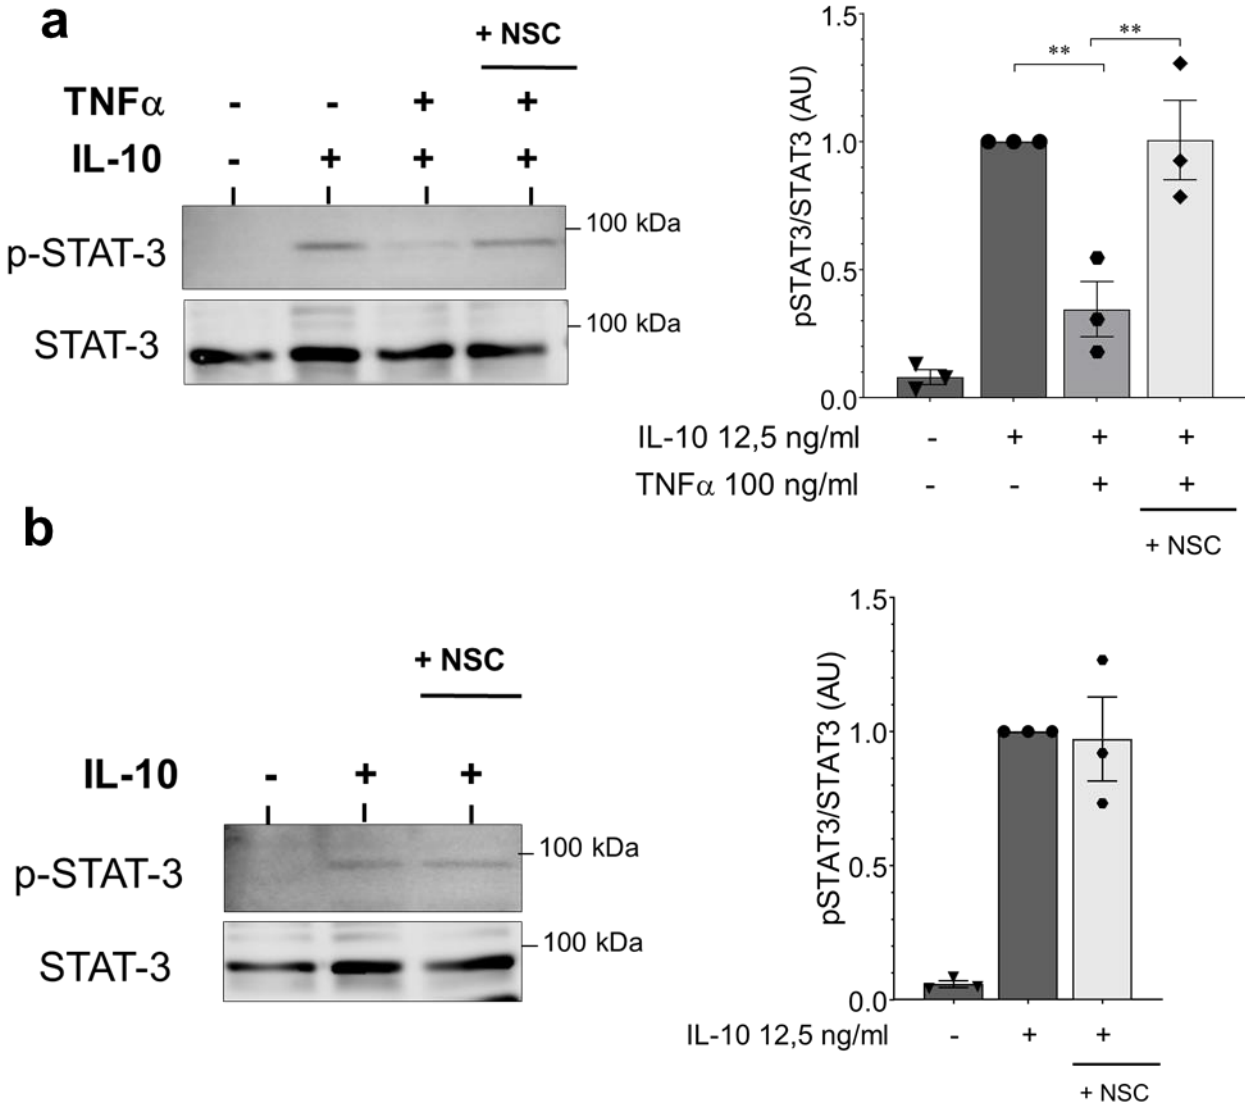 a
+ NSC
TNFα - - + +
IL-10 - + + +
p-STAT-3
100 kDa
STAT-3
100 kDa
pSTAT3/STAT3 (AU)
1.5
1.0
0.5
0.0
**
**
IL-10 12,5 ng/ml - + + +
TNFα 100 ng/ml - - + +
+ NSC
b
+ NSC
IL-10 - + +
p-STAT-3
100 kDa
STAT-3
100 kDa
pSTAT3/STAT3 (AU)
1.5
1.0
0.5
0.0
IL-10 12,5 ng/ml - + +
+ NSC